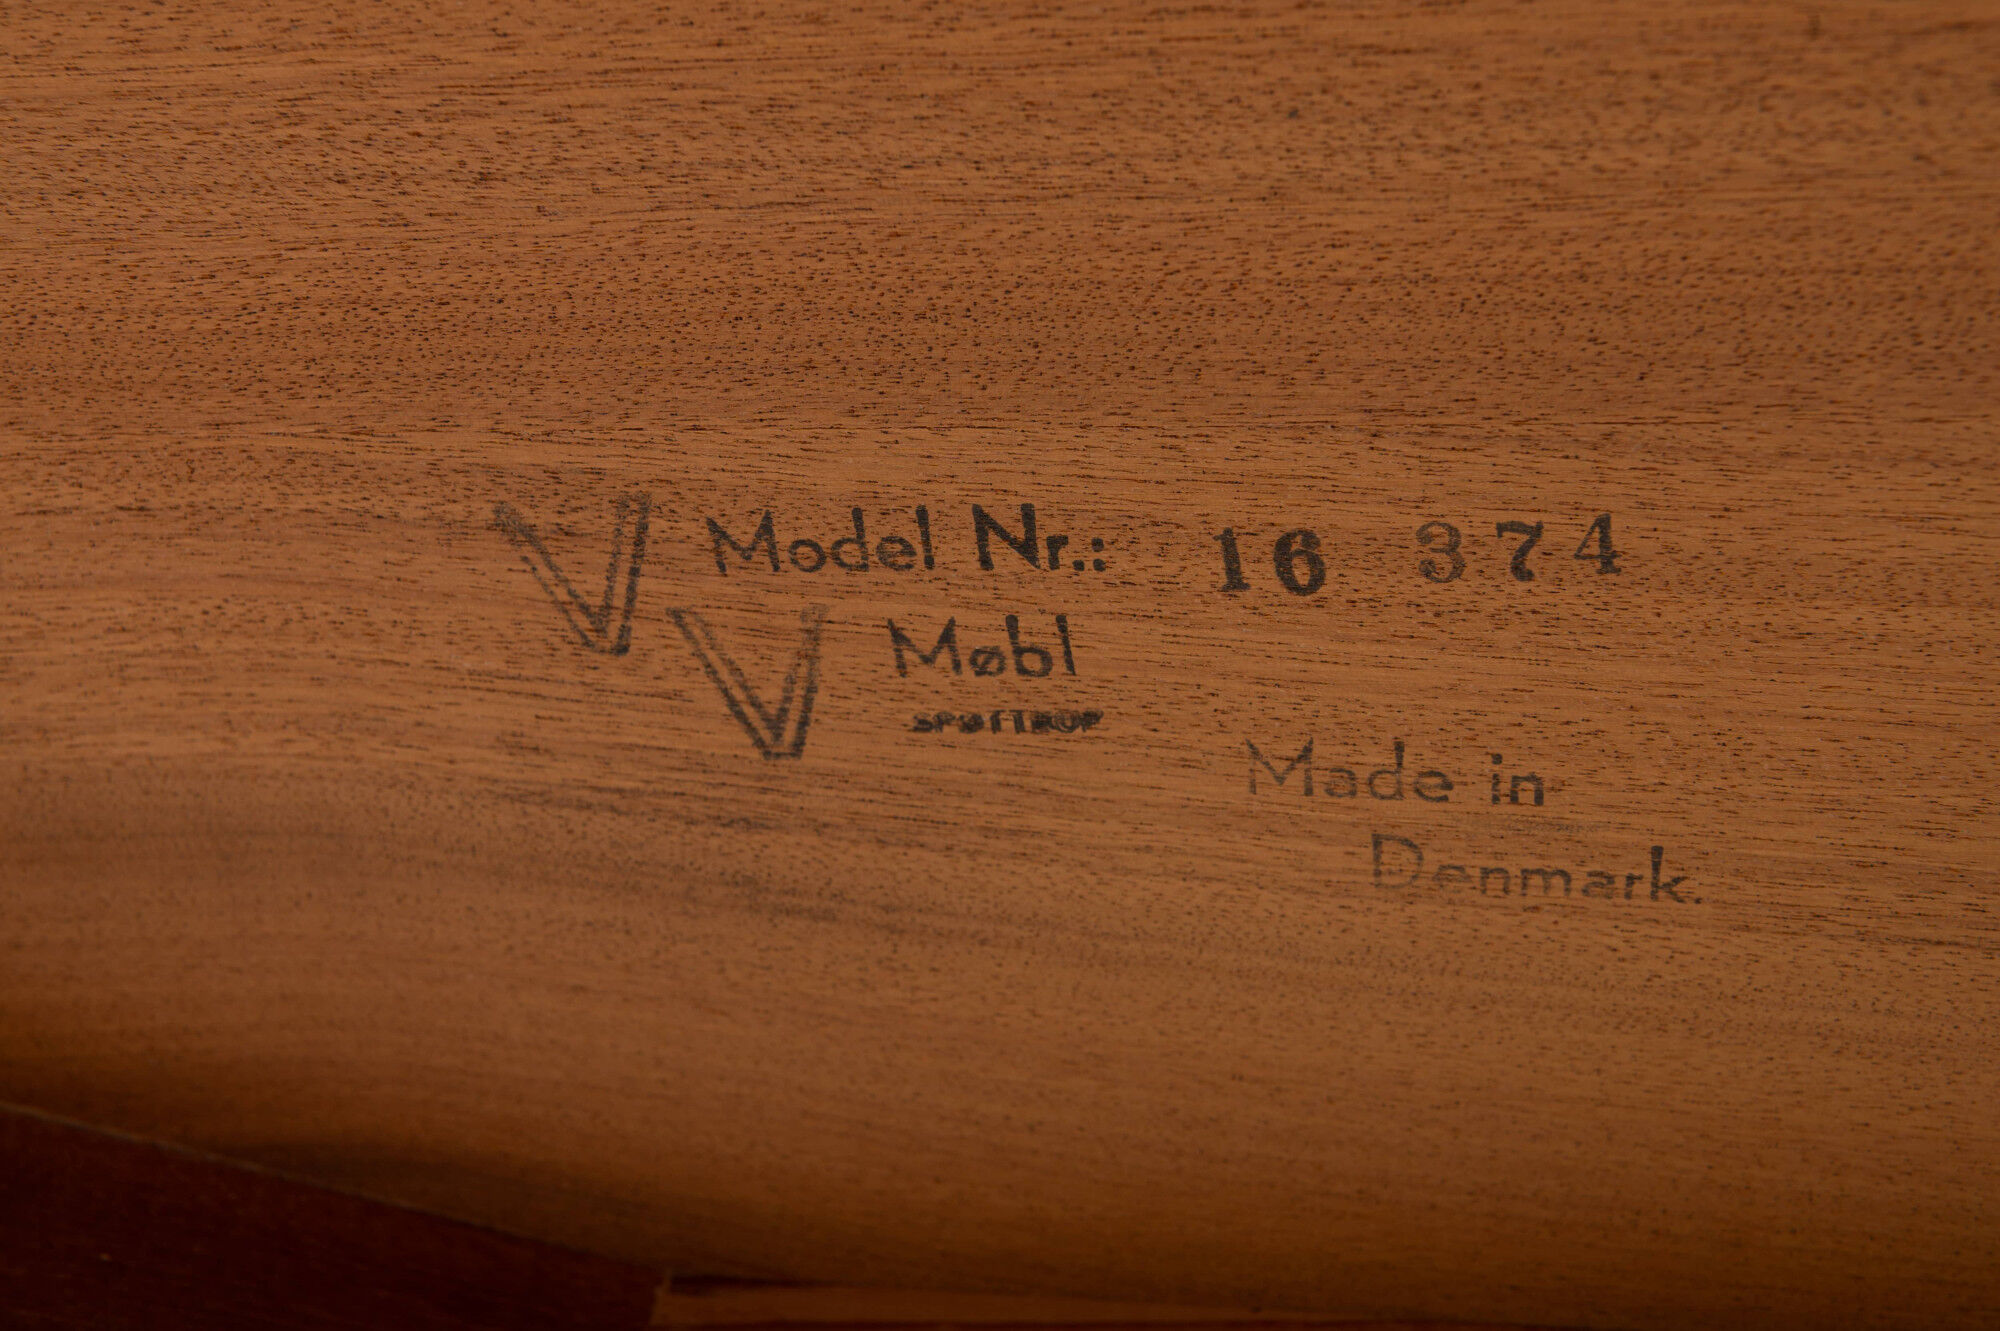 V Model Nr.: 16 374
V Møbl
SPØTTRUP
Made in
Denmark.